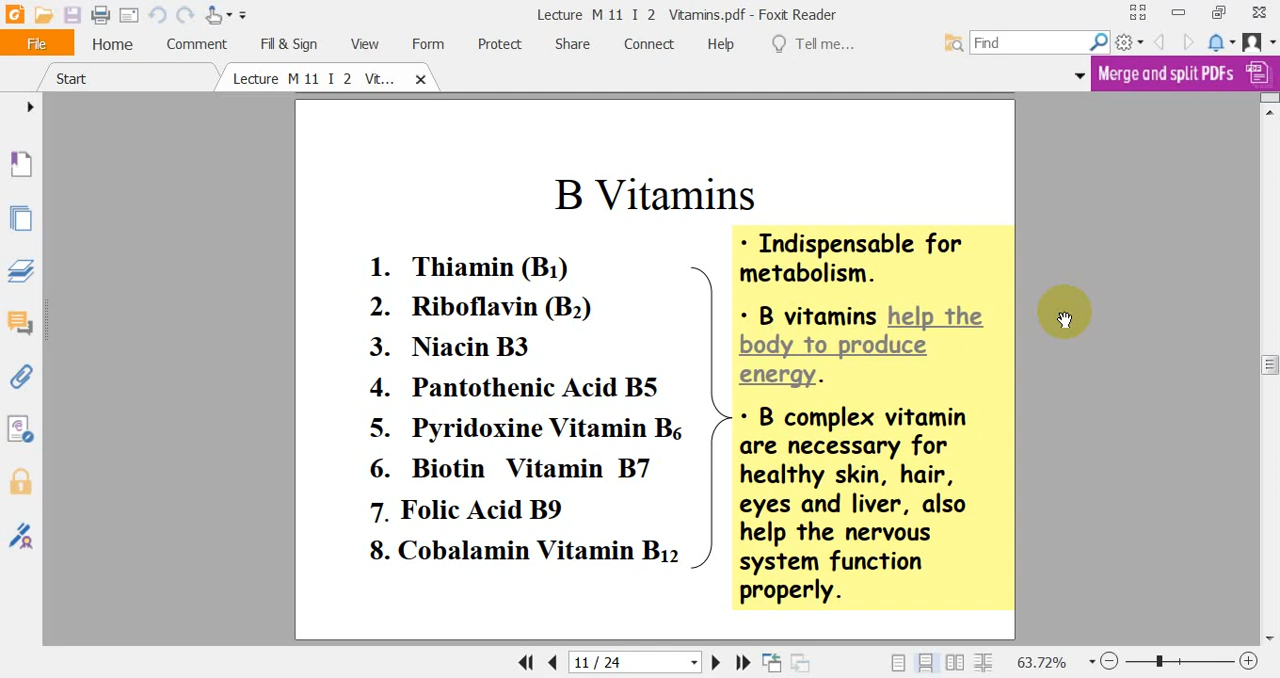 Lecture M 11 I 2 Vitamins.pdf - Foxit Reader
File Home Comment Fill & Sign View Form Protect Share Connect Help Tell me... Find
Start Lecture M 11 I 2 Vit... Merge and split PDFs
B Vitamins
1. Thiamin (B₁)
2. Riboflavin (B₂)
3. Niacin B3
4. Pantothenic Acid B5
5. Pyridoxine Vitamin B₆
6. Biotin Vitamin B7
7. Folic Acid B9
8. Cobalamin Vitamin B₁₂
• Indispensable for
metabolism.
• B vitamins help the
body to produce
energy.
• B complex vitamin
are necessary for
healthy skin, hair,
eyes and liver, also
help the nervous
system function
properly.
11 / 24 63.72%